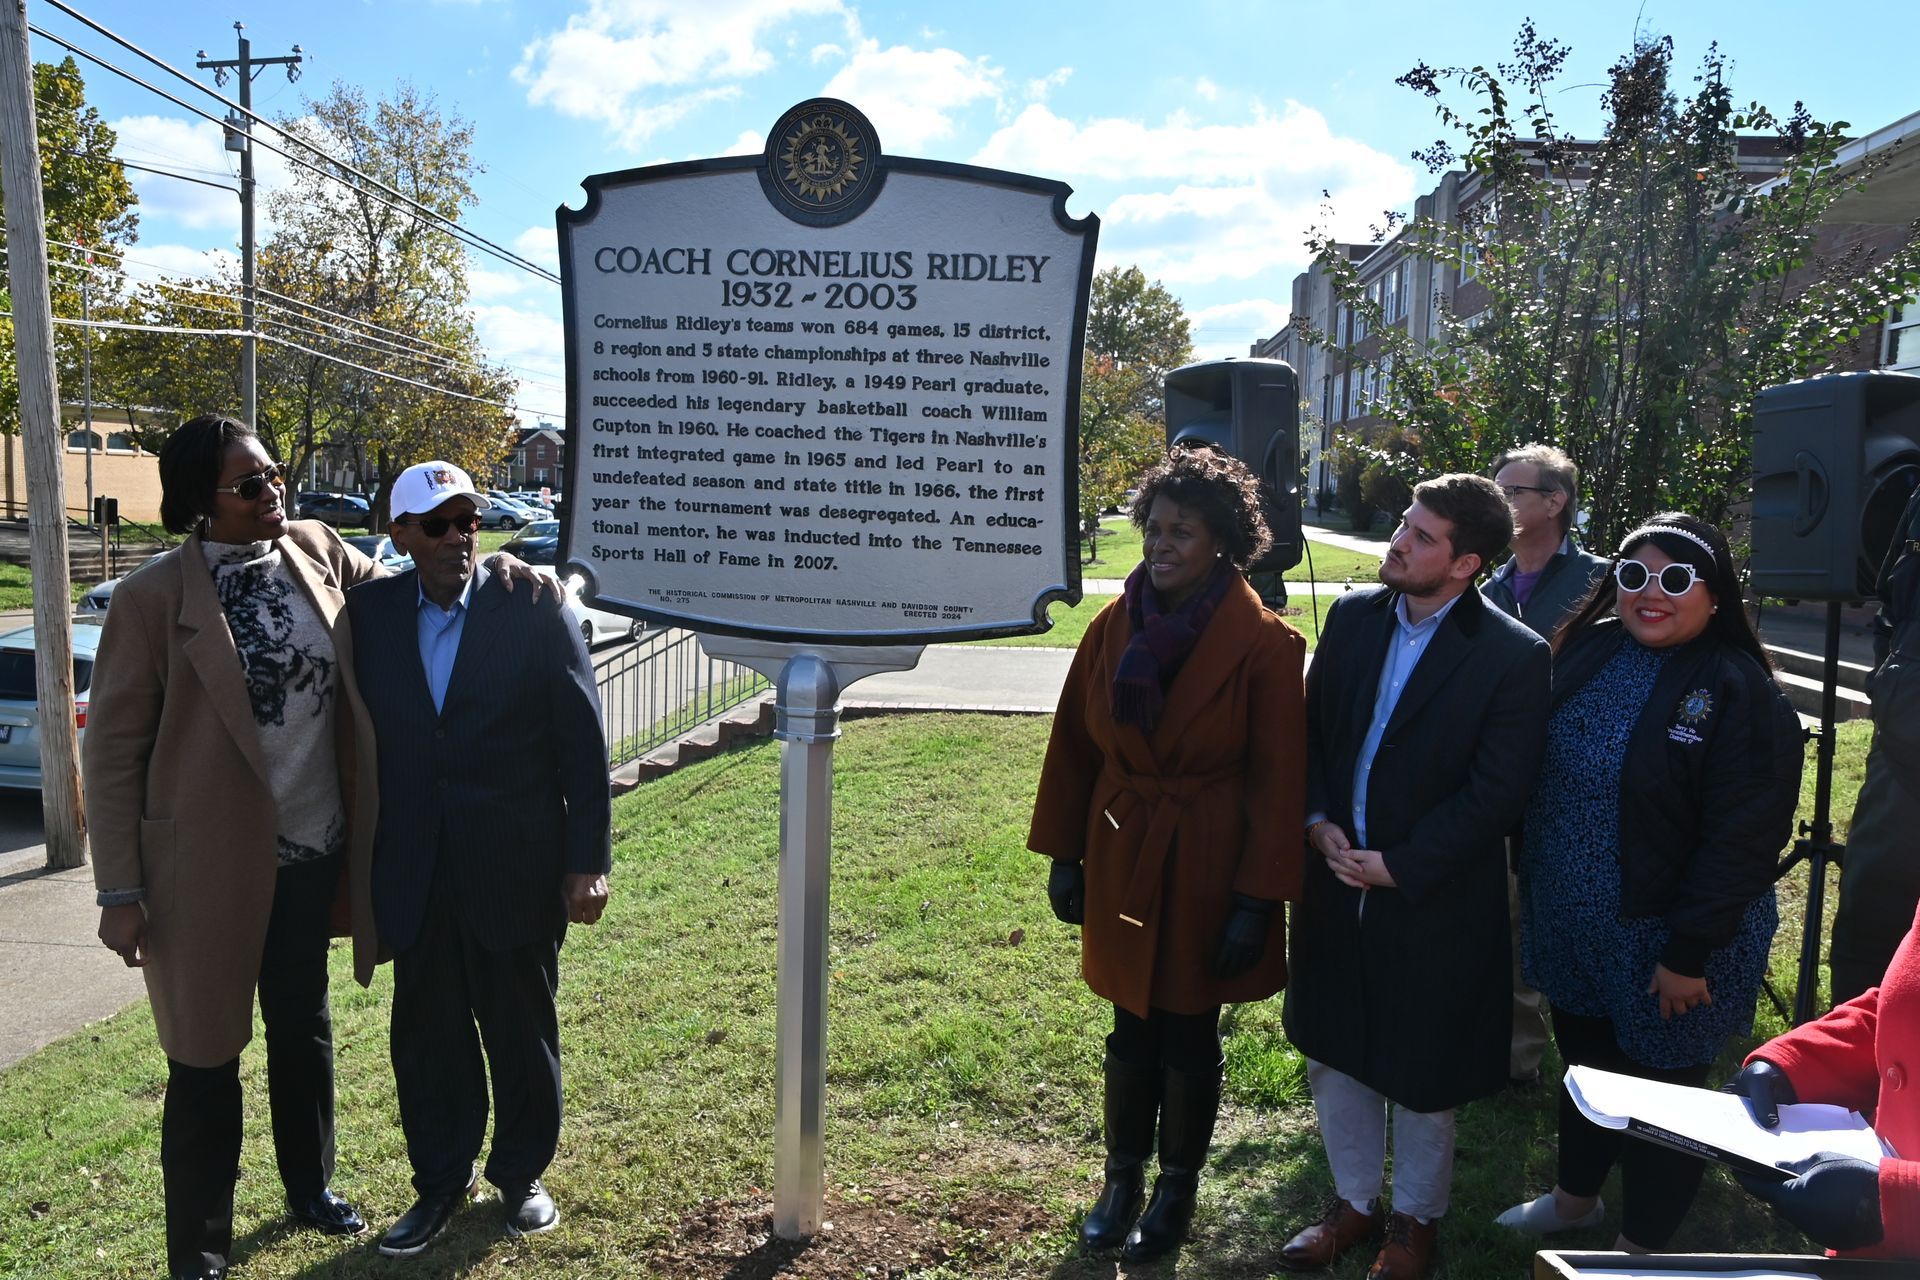 COACH CORNELIUS RIDLEY
1932 ~ 2003
Cornelius Ridley's teams won 684 games, 15 district,
8 region and 5 state championships at three Nashville
schools from 1960-91. Ridley, a 1949 Pearl graduate,
succeeded his legendary basketball coach William
Gupton in 1960. He coached the Tigers in Nashville's
first integrated game in 1965 and led Pearl to an
undefeated season and state title in 1966, the first
year the tournament was desegregated. An educa-
tional mentor, he was inducted into the Tennessee
Sports Hall of Fame in 2007.
THE HISTORICAL COMMISSION OF METROPOLITAN NASHVILLE AND DAVIDSON COUNTY
NO. 275
ERECTED 2024
Terry Vo
Councilmember
District 17